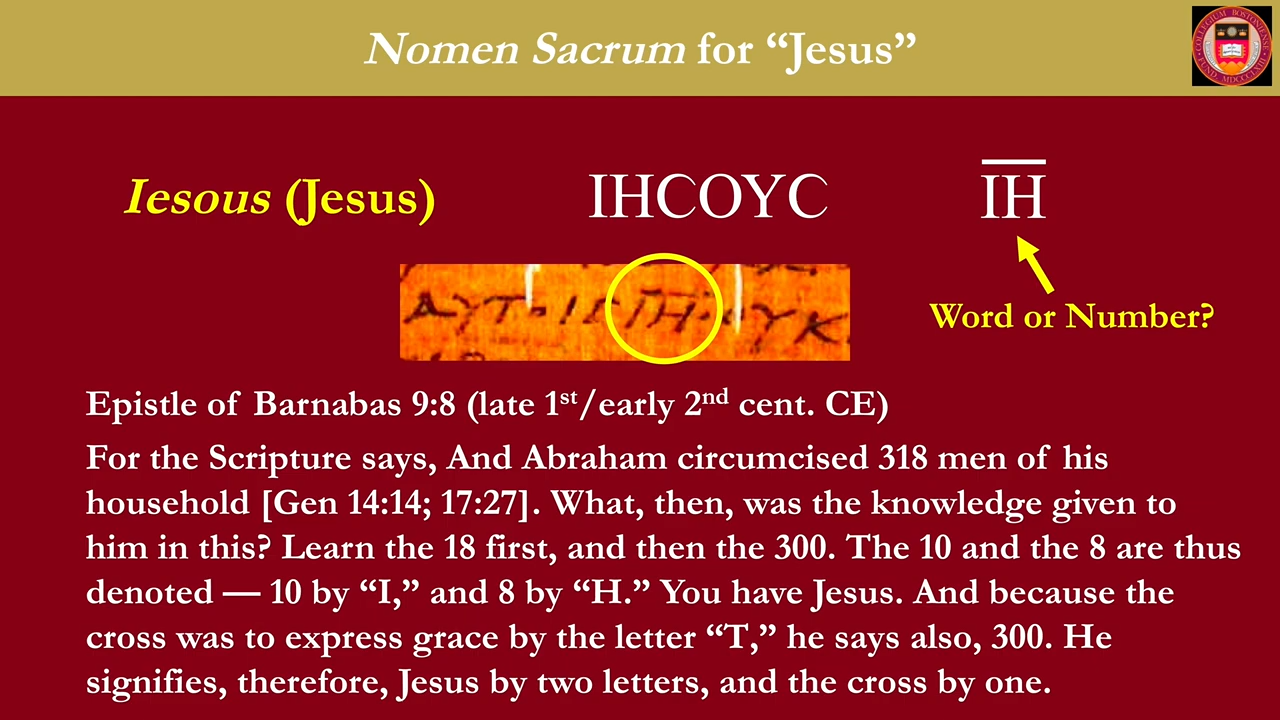 Nomen Sacrum for “Jesus”
Iesous (Jesus)
IHCOYC
I̅H̅
ΑΥΤ
ΙΗ
ΥΚ
Word or Number?
Epistle of Barnabas 9:8 (late 1st/early 2nd cent. CE)
For the Scripture says, And Abraham circumcised 318 men of his
household [Gen 14:14; 17:27]. What, then, was the knowledge given to
him in this? Learn the 18 first, and then the 300. The 10 and the 8 are thus
denoted — 10 by “I,” and 8 by “H.” You have Jesus. And because the
cross was to express grace by the letter “T,” he says also, 300. He
signifies, therefore, Jesus by two letters, and the cross by one.